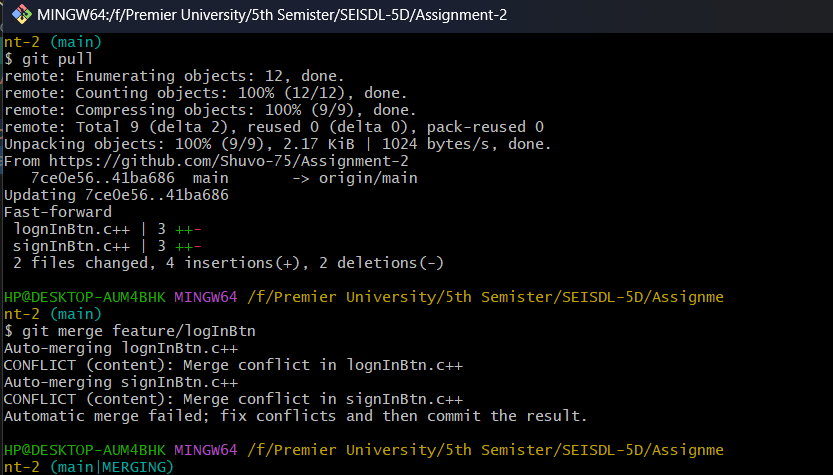 MINGW64:/f/Premier University/5th Semister/SEISDL-5D/Assignment-2
nt-2 (main)
$ git pull
remote: Enumerating objects: 12, done.
remote: Counting objects: 100% (12/12), done.
remote: Compressing objects: 100% (9/9), done.
remote: Total 9 (delta 2), reused 0 (delta 0), pack-reused 0
Unpacking objects: 100% (9/9), 2.17 KiB | 1024 bytes/s, done.
From https://github.com/Shuvo-75/Assignment-2
   7ce0e56..41ba686  main       -> origin/main
Updating 7ce0e56..41ba686
Fast-forward
 lognInBtn.c++ | 3 ++-
 signInBtn.c++ | 3 ++-
 2 files changed, 4 insertions(+), 2 deletions(-)
HP@DESKTOP-AUM4BHK MINGW64 /f/Premier University/5th Semister/SEISDL-5D/Assignme
nt-2 (main)
$ git merge feature/logInBtn
Auto-merging lognInBtn.c++
CONFLICT (content): Merge conflict in lognInBtn.c++
Auto-merging signInBtn.c++
CONFLICT (content): Merge conflict in signInBtn.c++
Automatic merge failed; fix conflicts and then commit the result.
HP@DESKTOP-AUM4BHK MINGW64 /f/Premier University/5th Semister/SEISDL-5D/Assignme
nt-2 (main|MERGING)